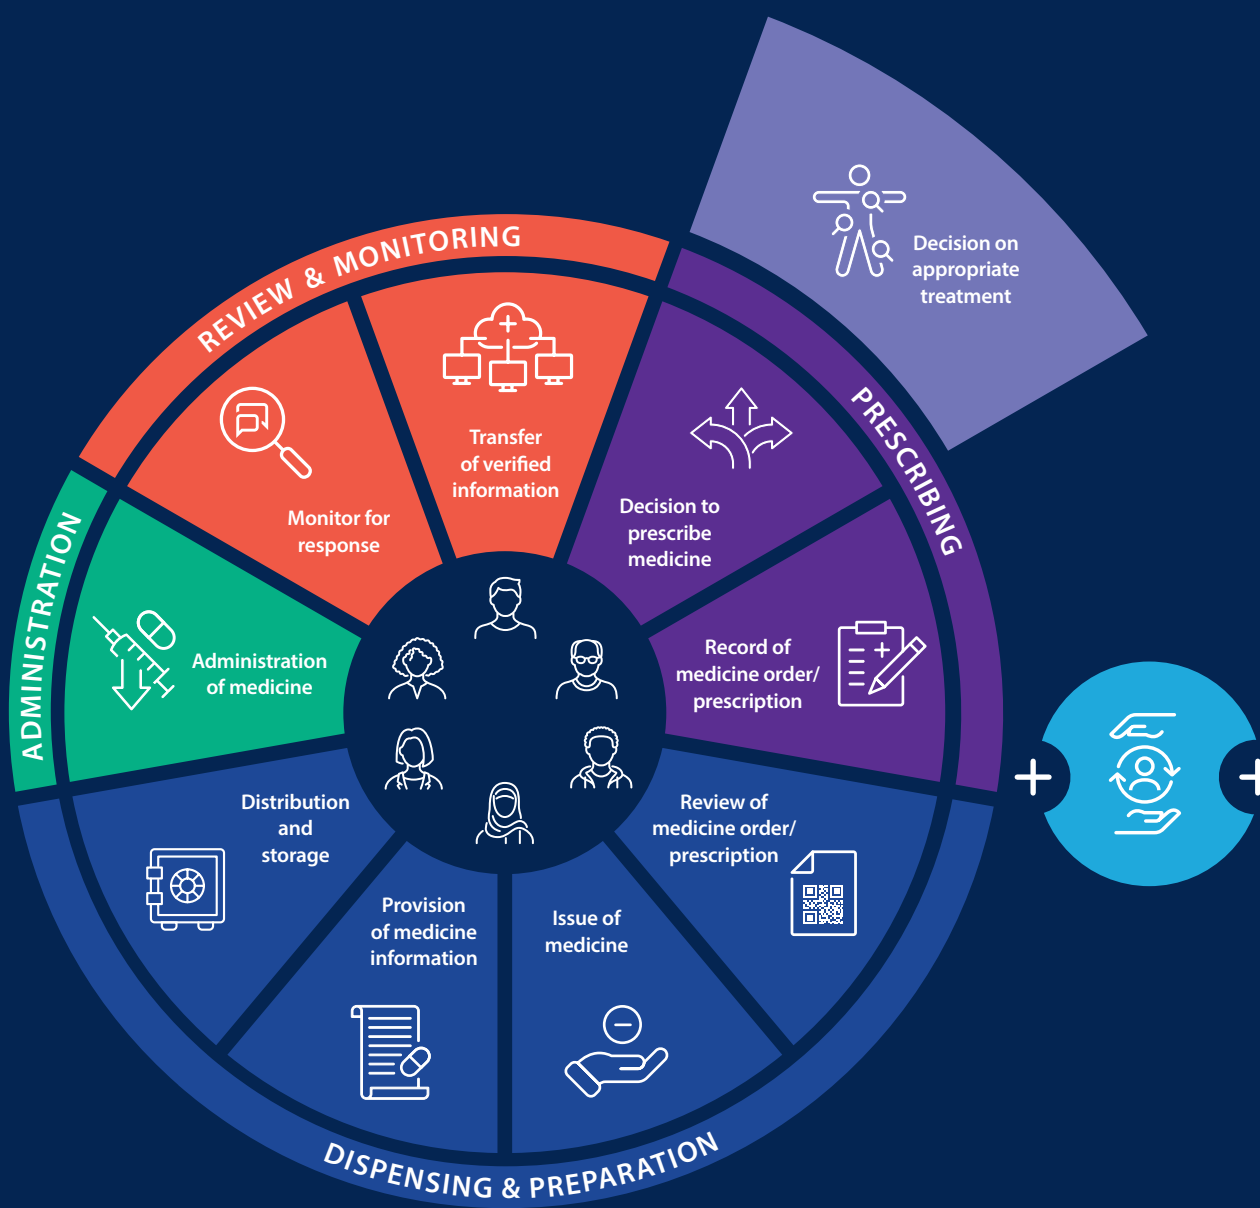 Decision on
appropriate
treatment
REVIEW & MONITORING
PRESCRIBING
ADMINISTRATION
DISPENSING & PREPARATION
Transfer
of verified
information
Decision to
prescribe
medicine
Record of
medicine order/
prescription
Review of
medicine order/
prescription
Issue of
medicine
Provision
of medicine
information
Distribution
and
storage
Administration
of medicine
Monitor for
response